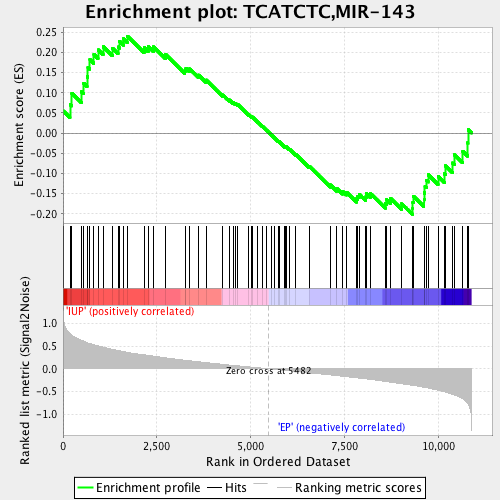 Enrichment plot: TCATCTC,MIR-143
Enrichment score (ES)
0.25
0.20
0.15
0.10
0.05
0.00
-0.05
-0.10
-0.15
-0.20
Ranked list metric (Signal2Noise)
1.0
0.5
0.0
-0.5
-1.0
'IUP' (positively correlated)
Zero cross at 5482
'EP' (negatively correlated)
0
2,500
5,000
7,500
10,000
Rank in Ordered Dataset
Enrichment profile
Hits
Ranking metric scores